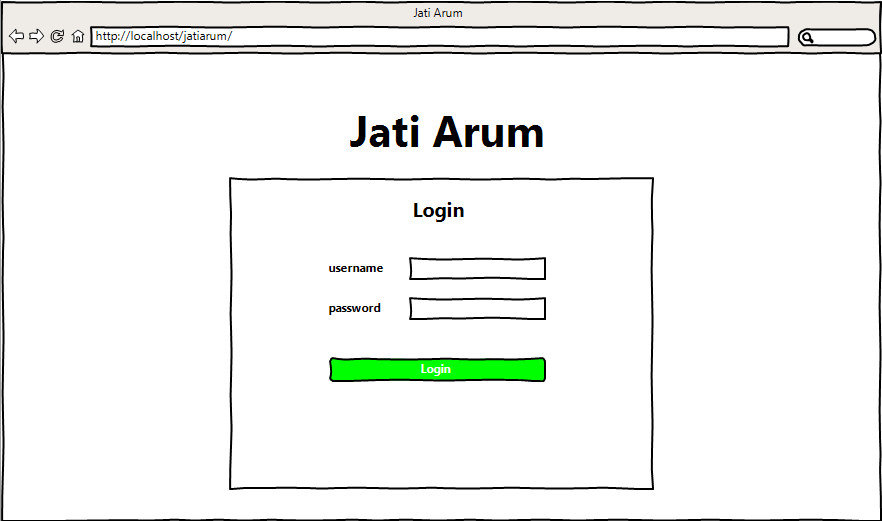 Jati Arum
http://localhost/jatiarum/
Jati Arum
Login
username
password
Login